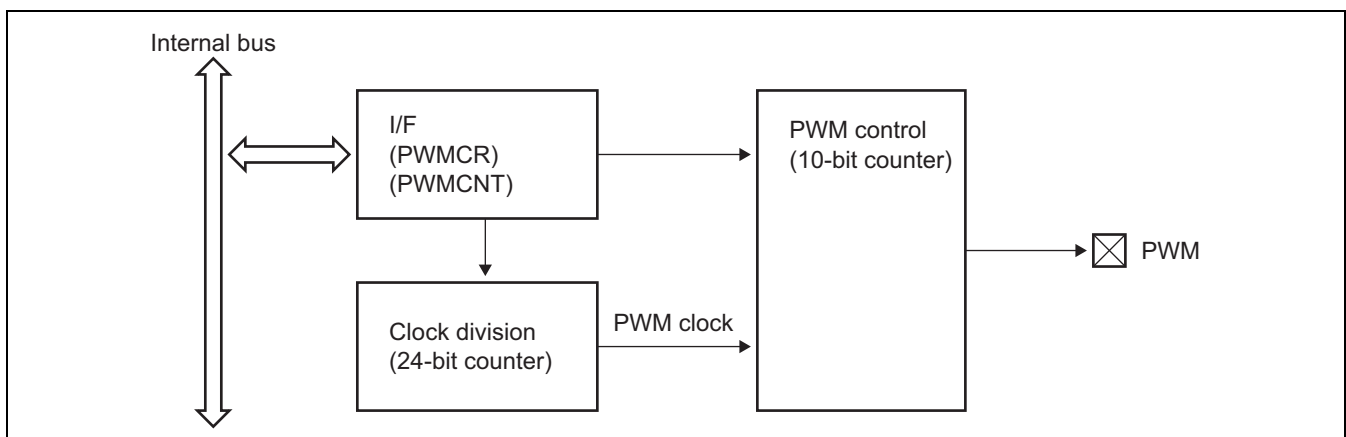 Internal bus
I/F
(PWMCR)
(PWMCNT)
PWM control
(10-bit counter)
PWM
Clock division
(24-bit counter)
PWM clock